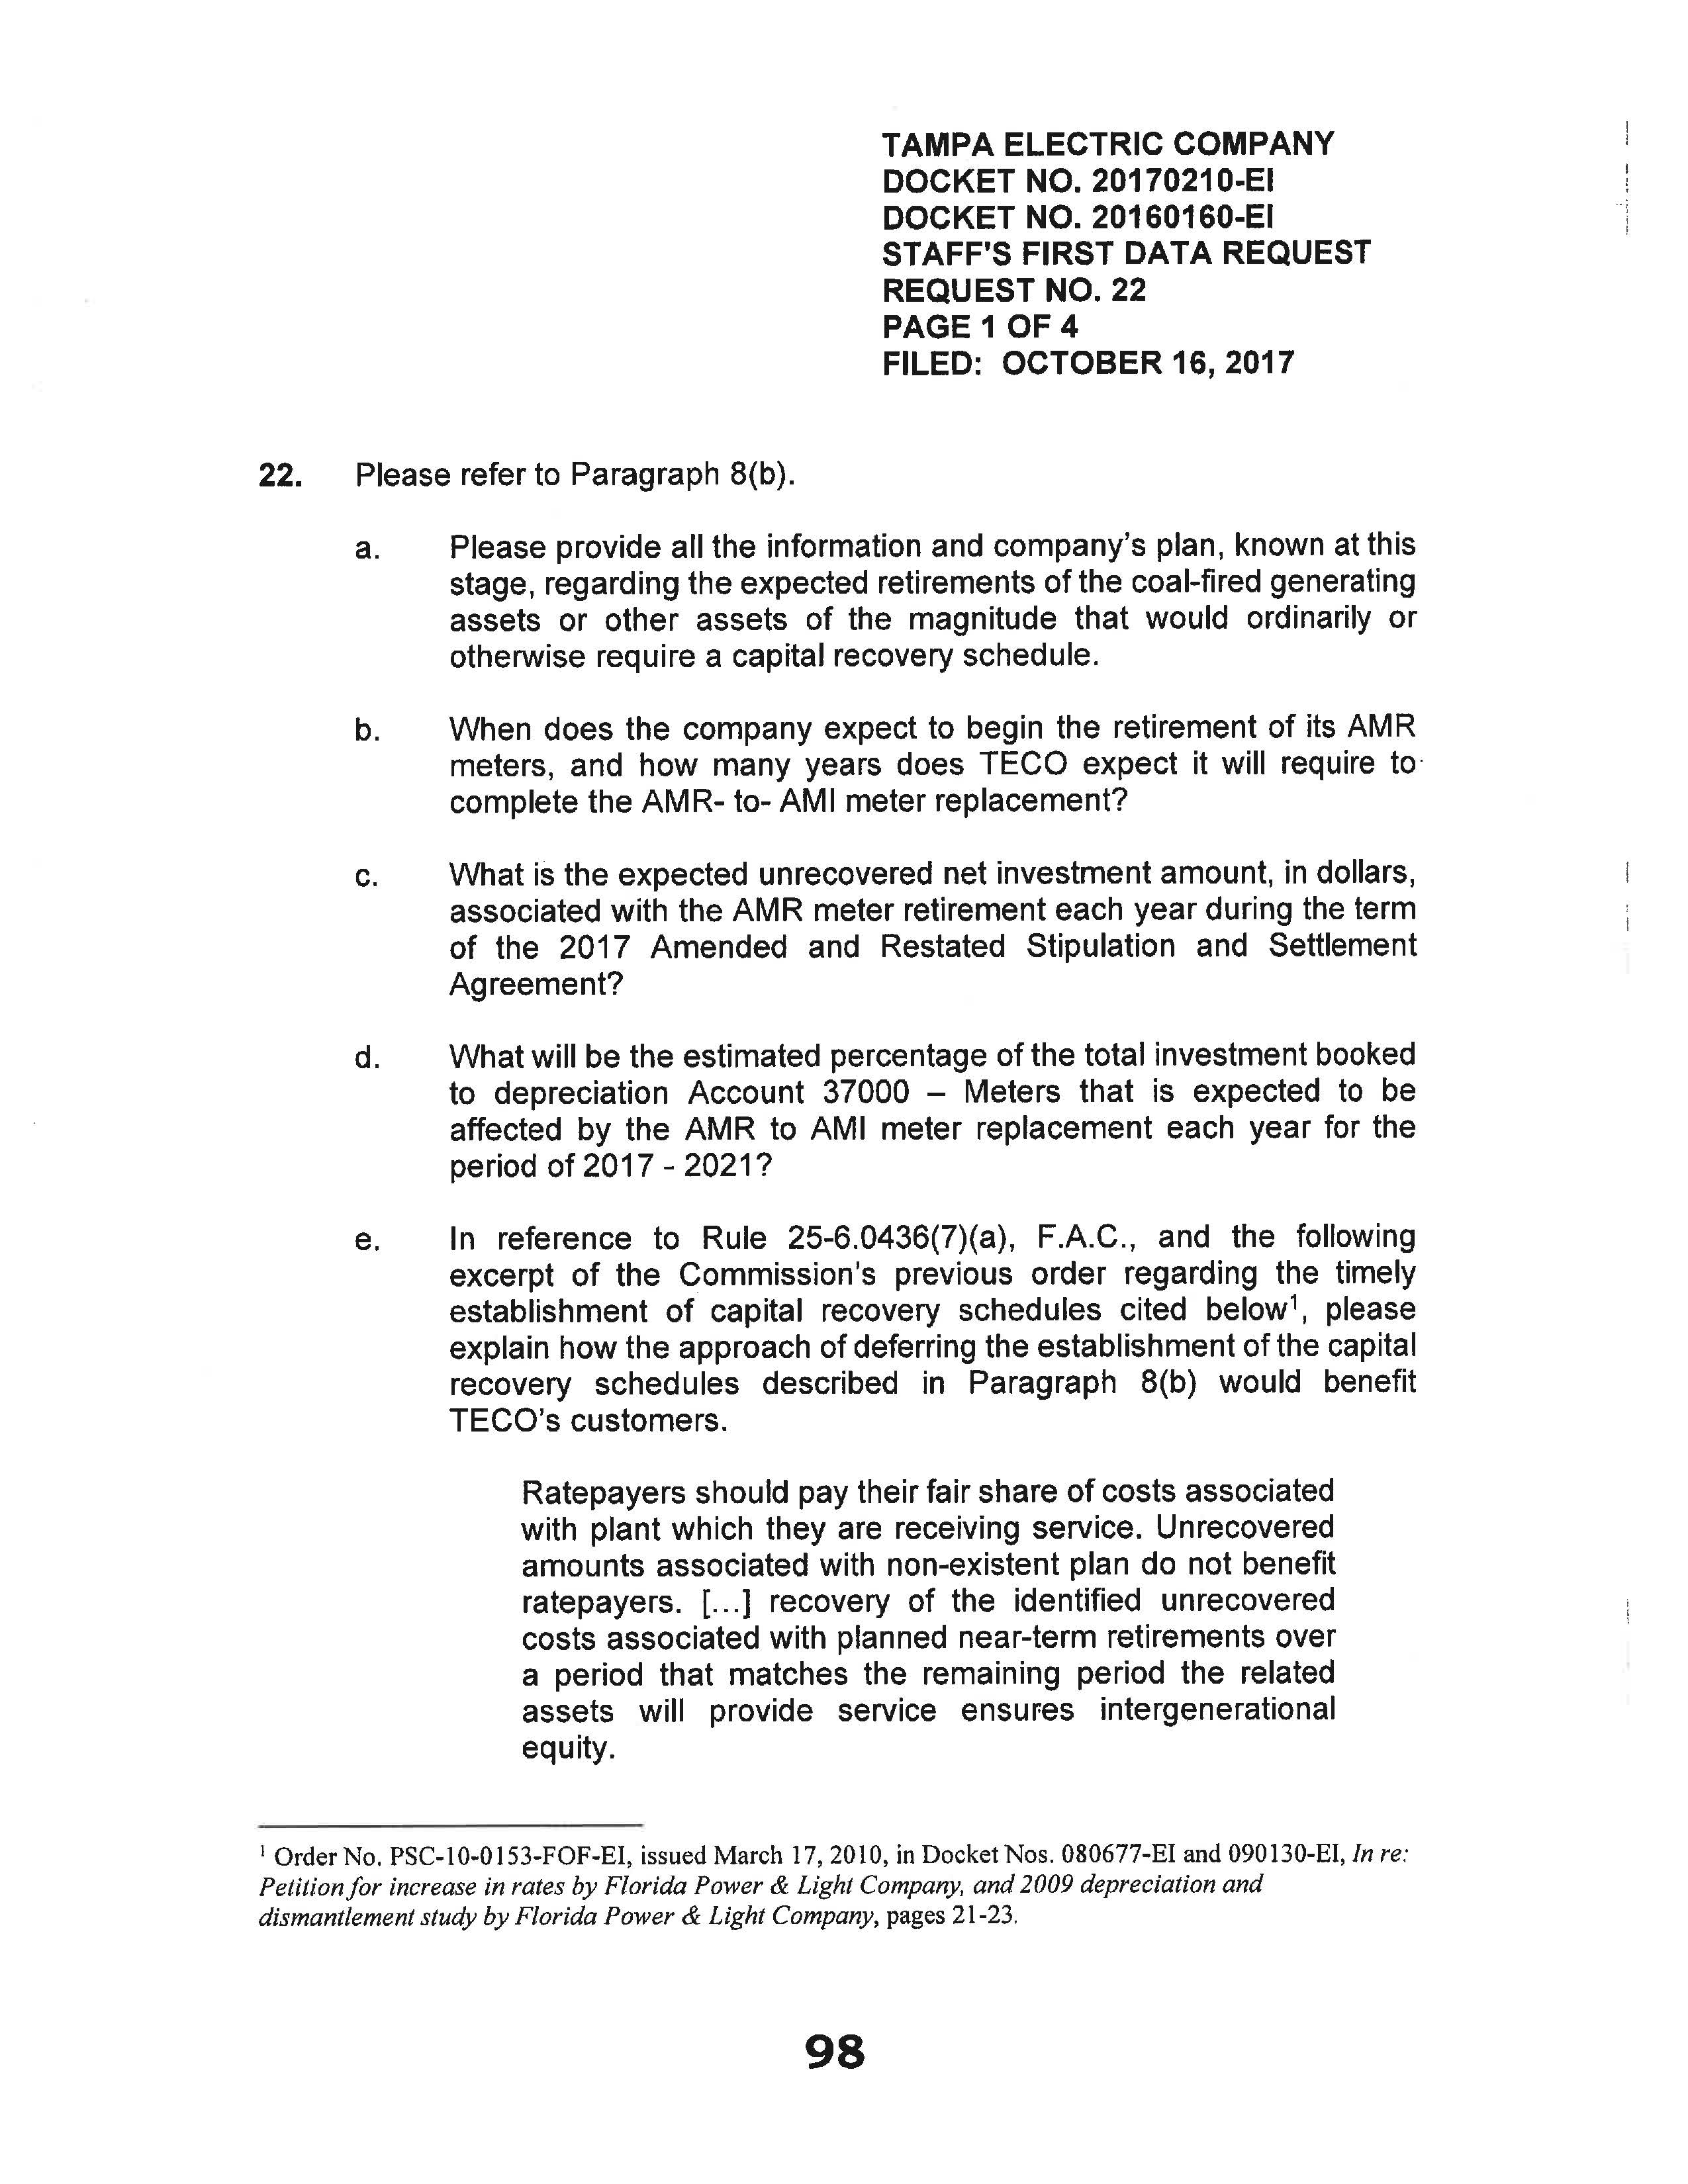 TAMPA ELECTRIC COMPANY
DOCKET NO. 20170210-EI
DOCKET NO. 20160160-EI
STAFF'S FIRST DATA REQUEST
REQUEST NO. 22
PAGE 1 OF 4
FILED: OCTOBER 16, 2017
22. Please refer to Paragraph 8(b).
a. Please provide all the information and company's plan, known at this
stage, regarding the expected retirements of the coal-fired generating
assets or other assets of the magnitude that would ordinarily or
otherwise require a capital recovery schedule.
b. When does the company expect to begin the retirement of its AMR
meters, and how many years does TECO expect it will require to
complete the AMR- to- AMI meter replacement?
c. What is the expected unrecovered net investment amount, in dollars,
associated with the AMR meter retirement each year during the term
of the 2017 Amended and Restated Stipulation and Settlement
Agreement?
d. What will be the estimated percentage of the total investment booked
to depreciation Account 37000 – Meters that is expected to be
affected by the AMR to AMI meter replacement each year for the
period of 2017 - 2021?
e. In reference to Rule 25-6.0436(7)(a), F.A.C., and the following
excerpt of the Commission's previous order regarding the timely
establishment of capital recovery schedules cited below¹, please
explain how the approach of deferring the establishment of the capital
recovery schedules described in Paragraph 8(b) would benefit
TECO's customers.
Ratepayers should pay their fair share of costs associated
with plant which they are receiving service. Unrecovered
amounts associated with non-existent plan do not benefit
ratepayers. [...] recovery of the identified unrecovered
costs associated with planned near-term retirements over
a period that matches the remaining period the related
assets will provide service ensures intergenerational
equity.
¹ Order No. PSC-10-0153-FOF-EI, issued March 17, 2010, in Docket Nos. 080677-EI and 090130-EI, In re:
Petition for increase in rates by Florida Power & Light Company, and 2009 depreciation and
dismantlement study by Florida Power & Light Company, pages 21-23.
98